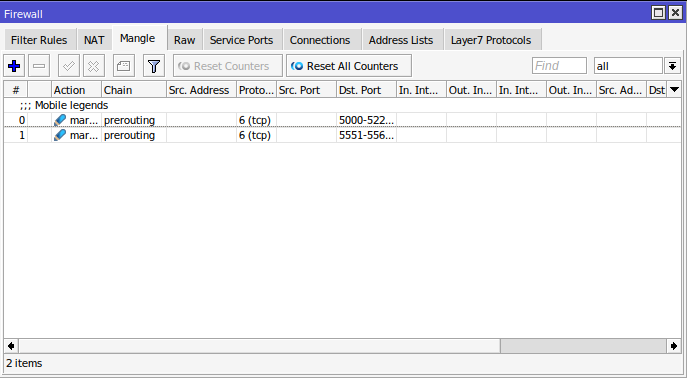 Firewall
Filter Rules NAT Mangle Raw Service Ports Connections Address Lists Layer7 Protocols
Reset Counters Reset All Counters Find all
# Action Chain Src. Address Proto... Src. Port Dst. Port In. Int... Out. In... In. Int... Out. In... Src. Ad... Dst
;;; Mobile legends
0 mar... prerouting 6 (tcp) 5000-522...
1 mar... prerouting 6 (tcp) 5551-556...
2 items